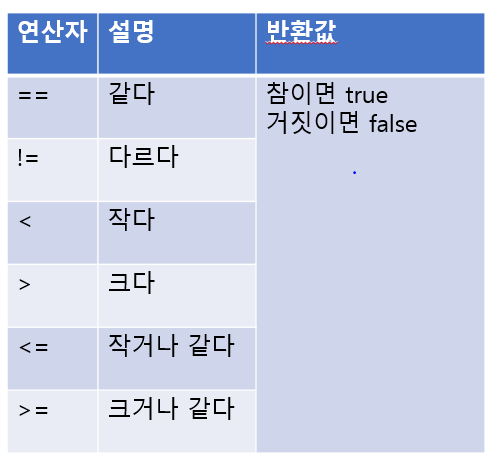 연산자 설명 반환값
== 같다 참이면 true
거짓이면 false
!= 다르다
< 작다
> 크다
<= 작거나 같다
>= 크거나 같다